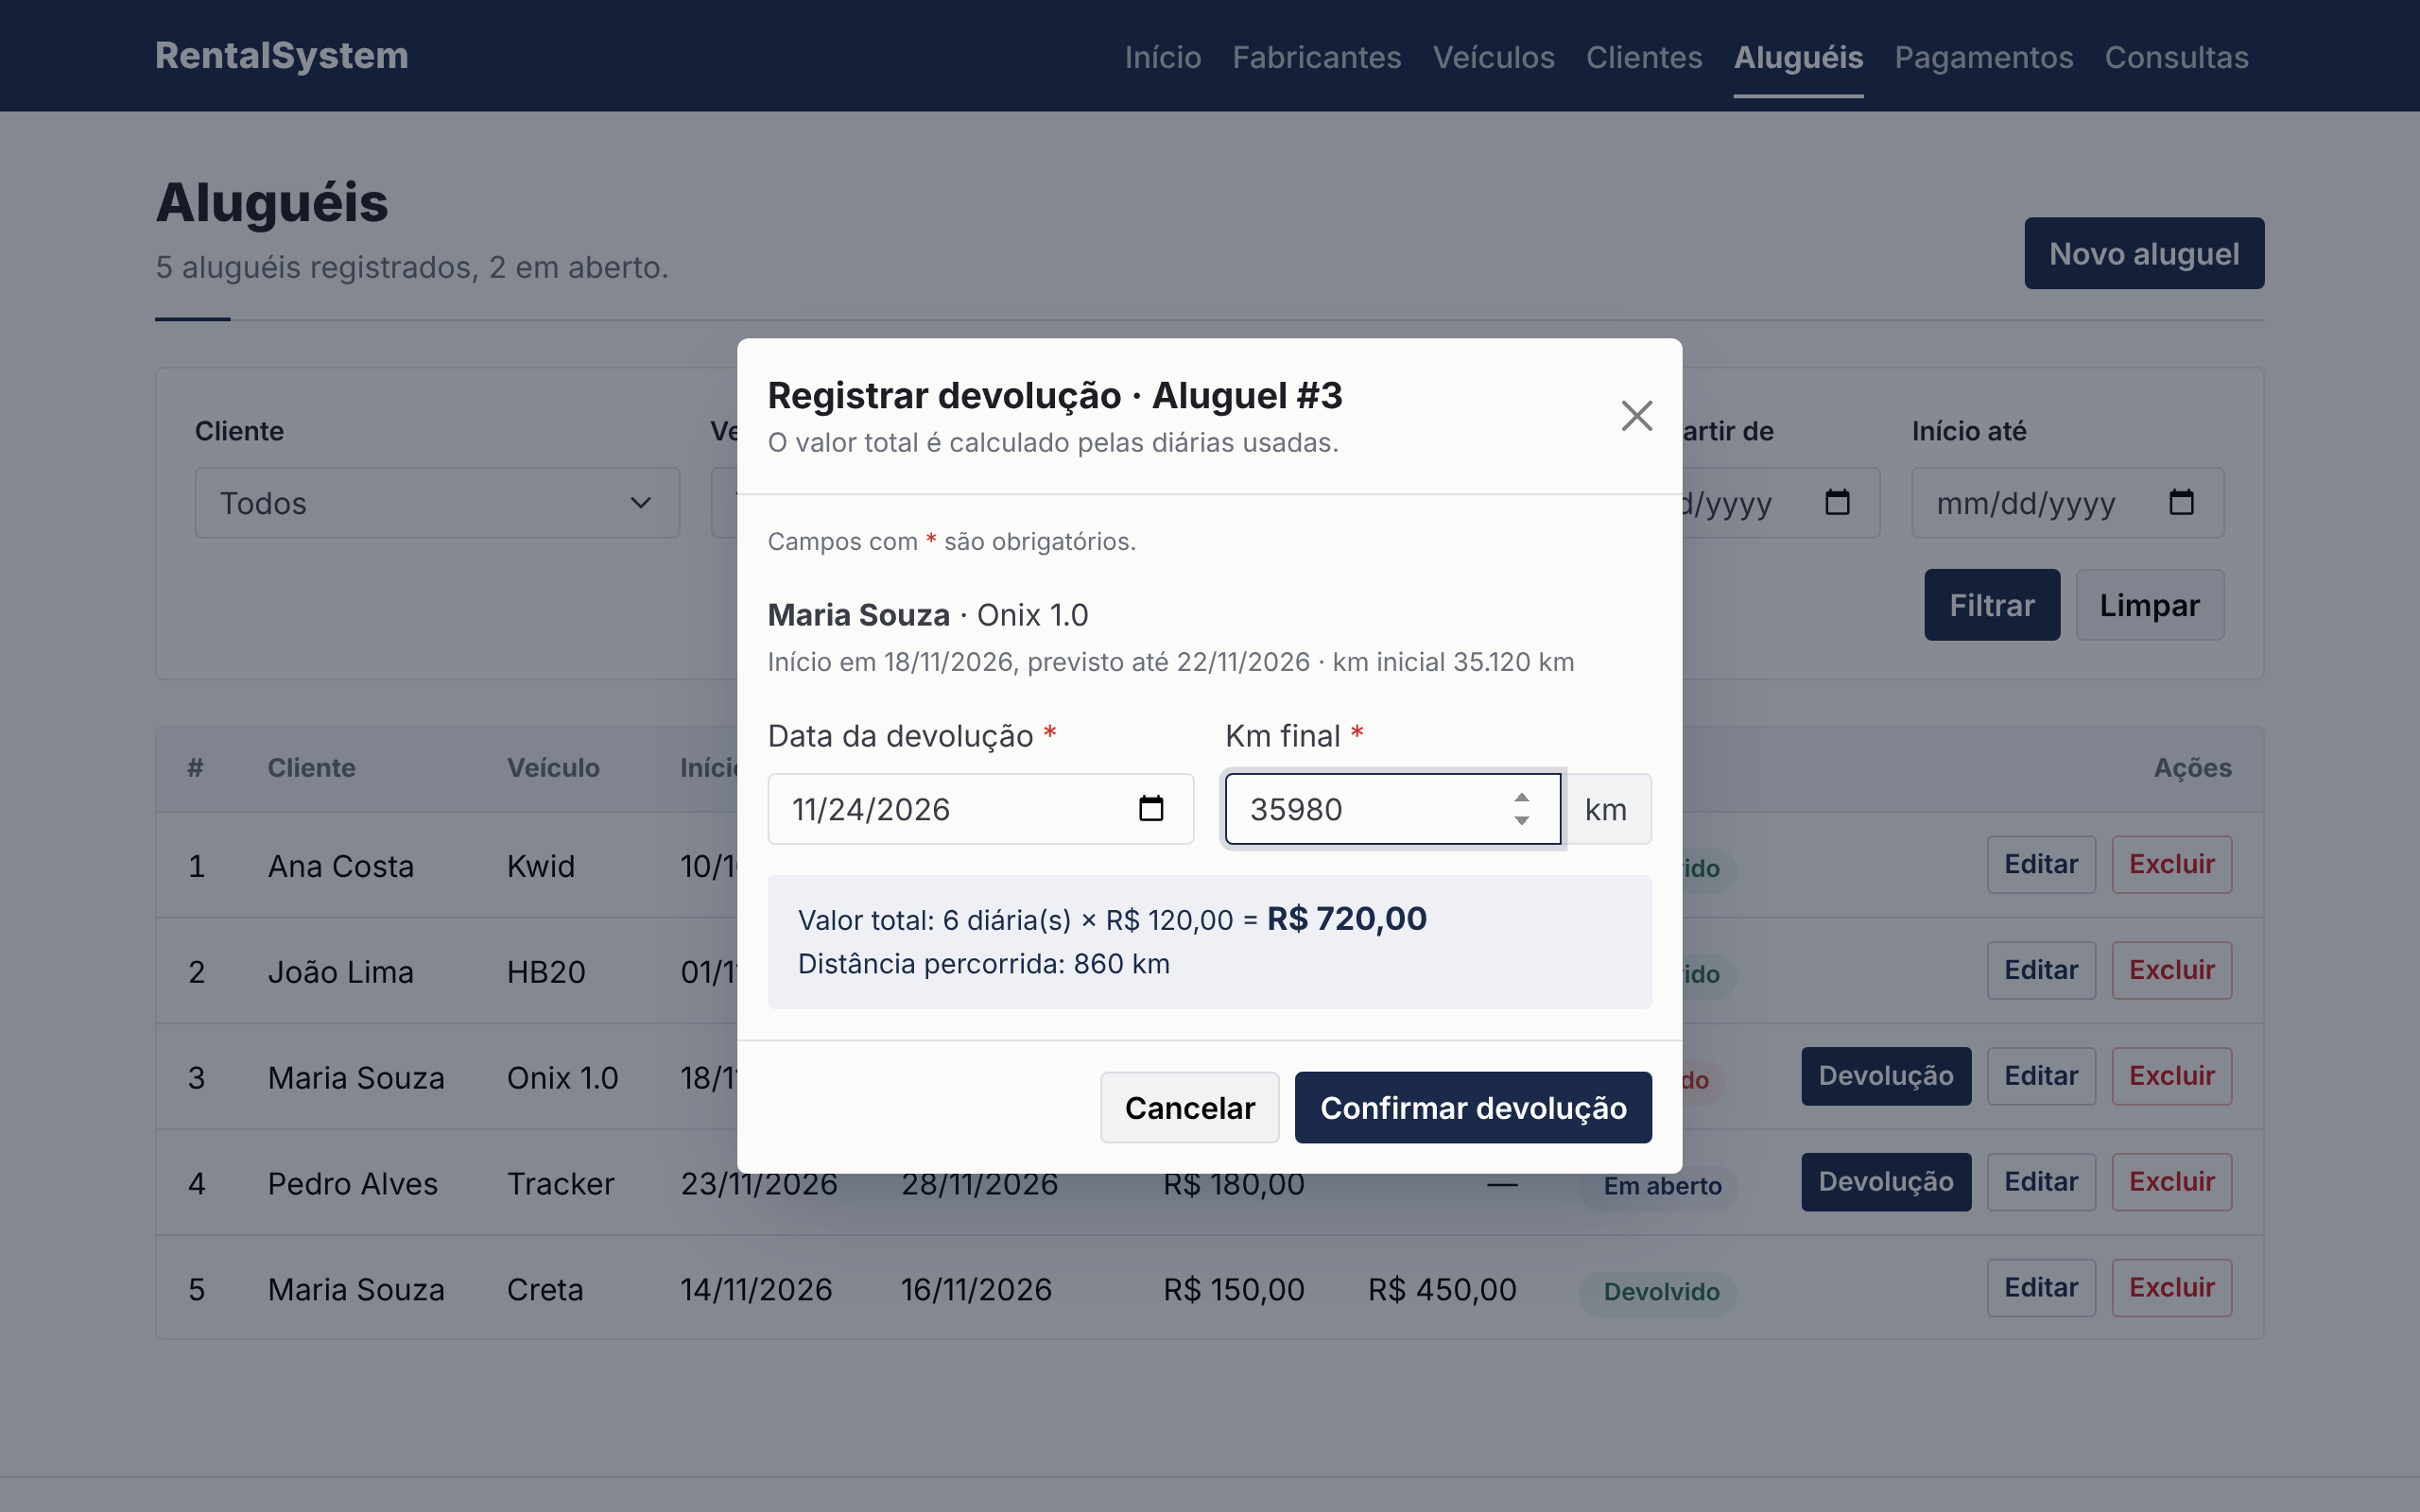 RentalSystem
Início Fabricantes Veículos Clientes Aluguéis Pagamentos Consultas
Aluguéis
5 aluguéis registrados, 2 em aberto.
Novo aluguel
Cliente
Início até
Todos
mm/dd/yyyy
Filtrar Limpar
Registrar devolução · Aluguel #3
O valor total é calculado pelas diárias usadas.
Campos com * são obrigatórios.
Maria Souza · Onix 1.0
Início em 18/11/2026, previsto até 22/11/2026 · km inicial 35.120 km
Data da devolução * Km final *
11/24/2026 35980 km
Valor total: 6 diária(s) × R$ 120,00 = R$ 720,00
Distância percorrida: 860 km
Cancelar Confirmar devolução
# Cliente Veículo Ações
1 Ana Costa Kwid Editar Excluir
2 João Lima HB20 Editar Excluir
3 Maria Souza Onix 1.0 Devolução Editar Excluir
4 Pedro Alves Tracker 23/11/2026 28/11/2026 R$ 180,00 — Em aberto Devolução Editar Excluir
5 Maria Souza Creta 14/11/2026 16/11/2026 R$ 150,00 R$ 450,00 Devolvido Editar Excluir